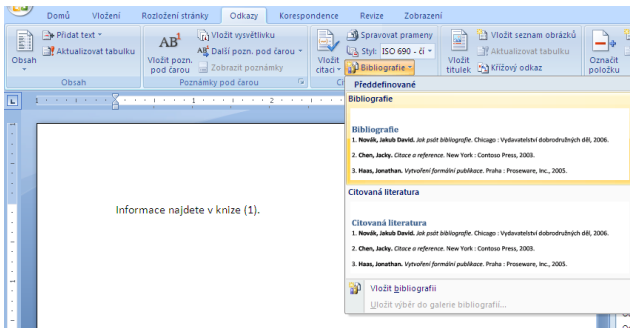 Domů Vložení Rozložení stránky Odkazy Korespondence Revize Zobrazení
Obsah
Přidat text
Aktualizovat tabulku
Obsah
AB¹
Vložit pozn. pod čarou
Vložit vysvětlivku
Další pozn. pod čarou
Zobrazit poznámky
Poznámky pod čarou
Vložit citaci
Spravovat prameny
Styl: ISO 690 - čí
Bibliografie
Vložit titulek
Vložit seznam obrázků
Aktualizovat tabulku
Křížový odkaz
Označit položku
Předdefinované
Bibliografie
Bibliografie
1. Novák, Jakub David. Jak psát bibliografie. Chicago : Vydavatelství dobrodružných děl, 2006.
2. Chen, Jacky. Citace a reference. New York : Contoso Press, 2003.
3. Haas, Jonathan. Vytvoření formální publikace. Praha : Proseware, Inc., 2005.
Citovaná literatura
Citovaná literatura
1. Novák, Jakub David. Jak psát bibliografie. Chicago : Vydavatelství dobrodružných děl, 2006.
2. Chen, Jacky. Citace a reference. New York : Contoso Press, 2003.
3. Haas, Jonathan. Vytvoření formální publikace. Praha : Proseware, Inc., 2005.
Vložit bibliografii
Uložit výběr do galerie bibliografií...
Informace najdete v knize (1).